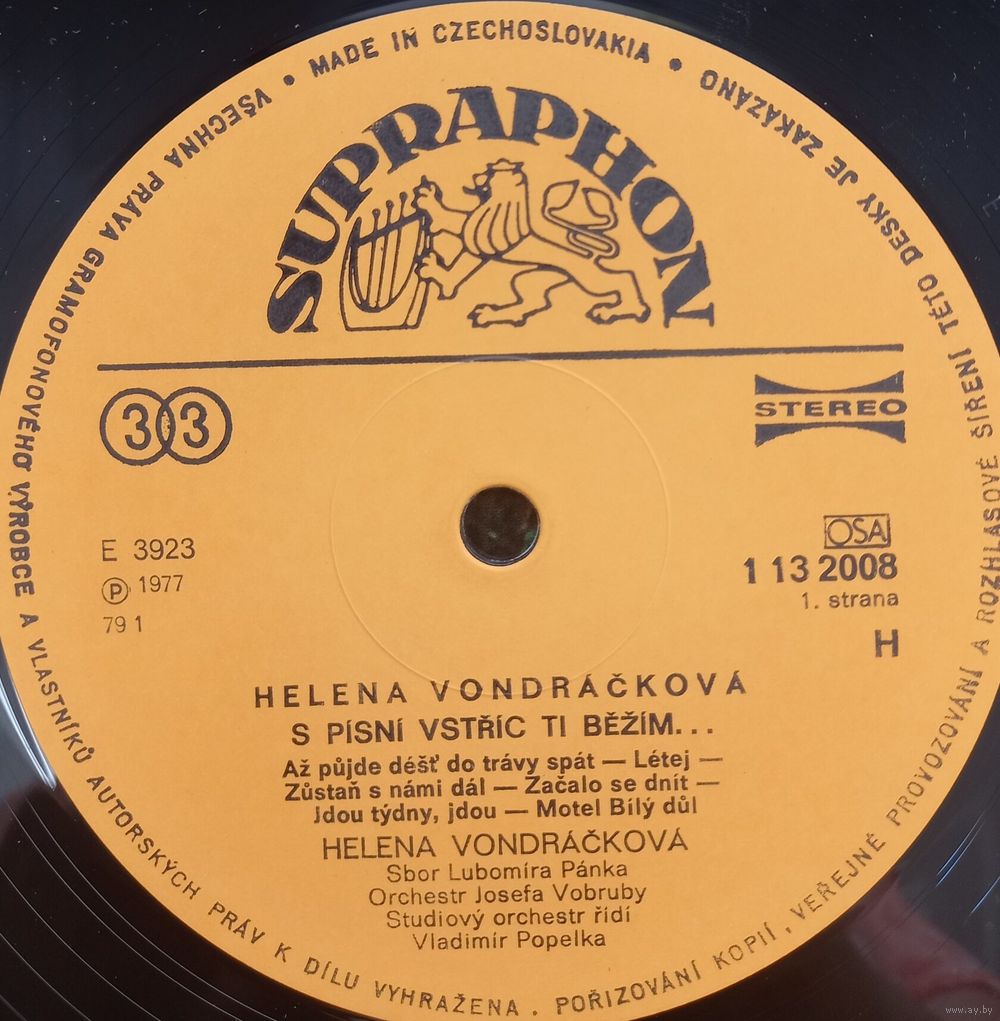 MADE IN CZECHOSLOVAKIA • VŠECHNA PRÁVA GRAMOFONOVÉHO VÝROBCE A VLASTNÍKŮ AUTORSKÝCH PRÁV K DÍLU VYHRAŽENA . POŘIZOVÁNÍ KOPIÍ, VEŘEJNÉ PROVOZOVÁNÍ A ROZHLASOVÉ ŠÍŘENÍ TÉTO DESKY JE ZAKÁZÁNO •
SUPRAPHON
33
STEREO
E 3923
Ⓟ 1977
79 1
OSA
1 13 2008
1. strana
H
HELENA VONDRÁČKOVÁ
S PÍSNÍ VSTŘÍC TI BĚŽÍM...
Až půjde déšť do trávy spát — Létej —
Zůstaň s námi dál — Začalo se dnít —
Jdou týdny, jdou — Motel Bílý důl
HELENA VONDRÁČKOVÁ
Sbor Lubomíra Pánka
Orchestr Josefa Vobruby
Studiový orchestr řídí
Vladimír Popelka
www.ay.by